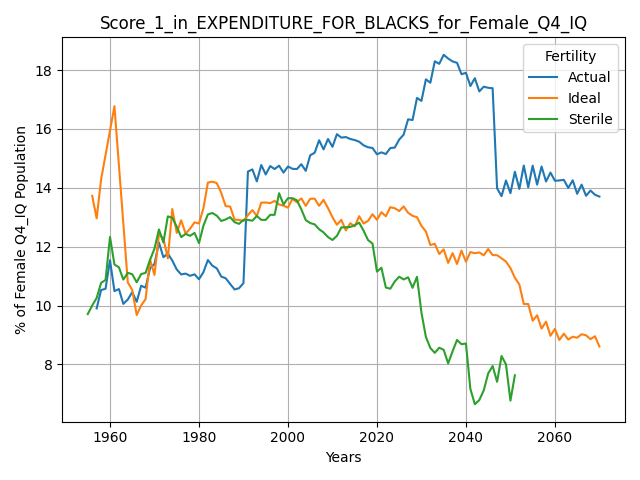 Score_1_in_EXPENDITURE_FOR_BLACKS_for_Female_Q4_IQ
% of Female Q4_IQ Population
18
16
14
12
10
8
Fertility
Actual
Ideal
Sterile
1960 1980 2000 2020 2040 2060
Years